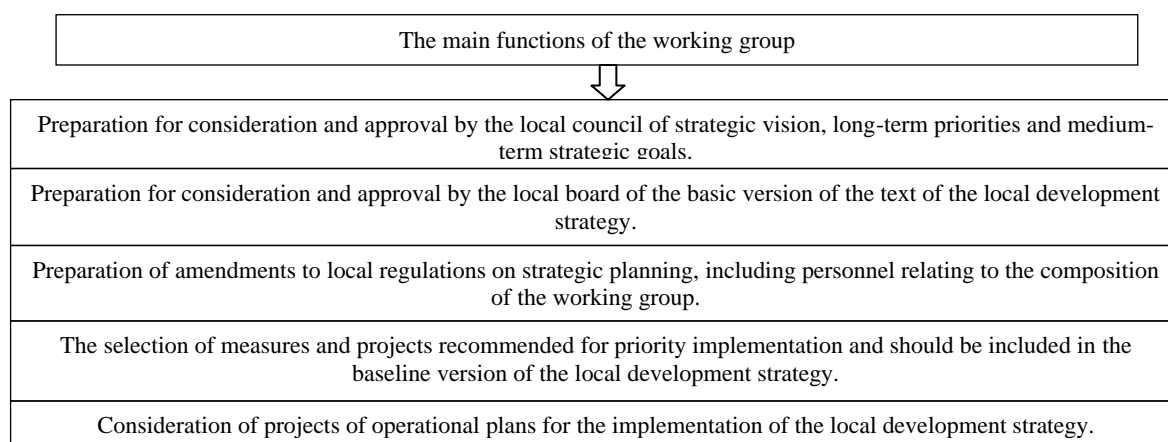 The main functions of the working group
Preparation for consideration and approval by the local council of strategic vision, long-term priorities and medium-
term strategic goals.
Preparation for consideration and approval by the local board of the basic version of the text of the local development
strategy.
Preparation of amendments to local regulations on strategic planning, including personnel relating to the composition
of the working group.
The selection of measures and projects recommended for priority implementation and should be included in the
baseline version of the local development strategy.
Consideration of projects of operational plans for the implementation of the local development strategy.